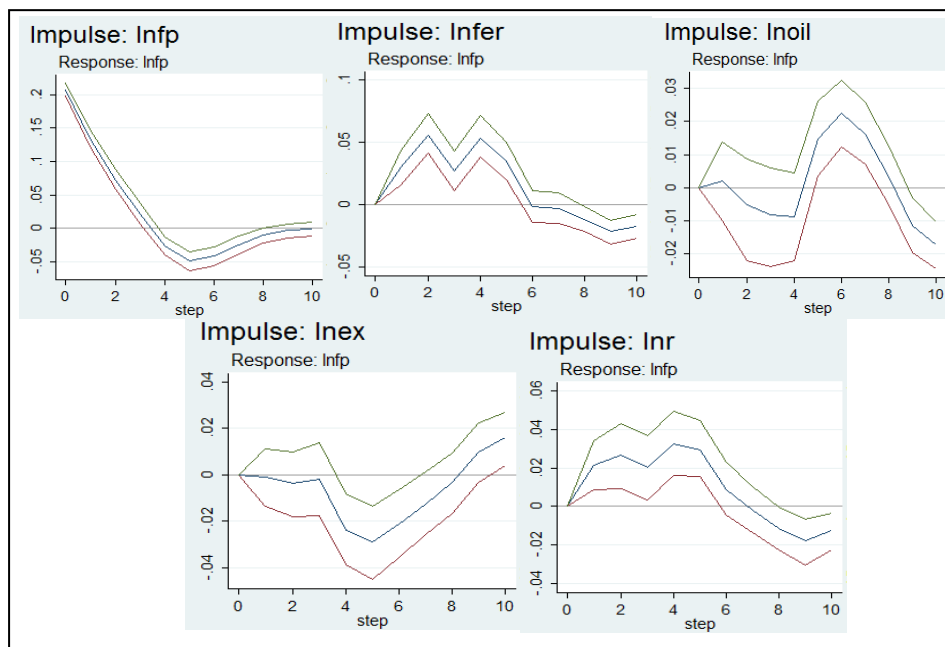 Impulse: lnfp
Response: lnfp
.2
.15
.1
.05
0
-.05
0 2 4 6 8 10
step
Impulse: lnfer
Response: lnfp
.1
.05
0
-.05
0 2 4 6 8 10
step
Impulse: lnoil
Response: lnfp
.03
.02
.01
0
-.01
-.02
0 2 4 6 8 10
step
Impulse: lnex
Response: lnfp
.04
.02
0
-.02
-.04
0 2 4 6 8 10
step
Impulse: lnr
Response: lnfp
.06
.04
.02
0
-.02
-.04
0 2 4 6 8 10
step